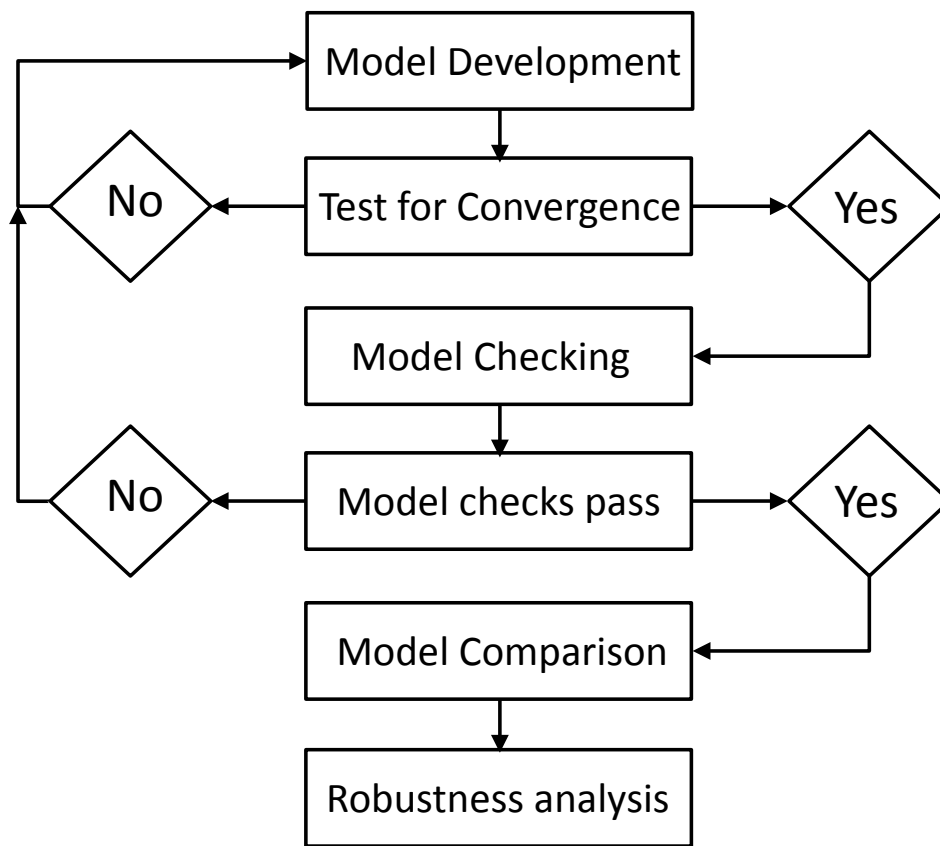 Model Development
No
Test for Convergence
Yes
Model Checking
No
Model checks pass
Yes
Model Comparison
Robustness analysis